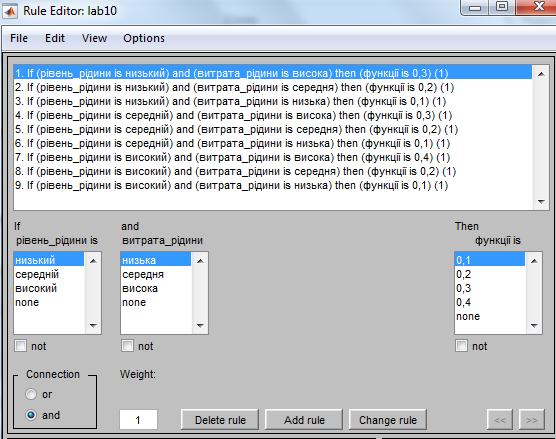 Rule Editor: lab10
File Edit View Options
1. If (рівень_рідини is низький) and (витрата_рідини is висока) then (функції is 0,3) (1)
2. If (рівень_рідини is низький) and (витрата_рідини is середня) then (функції is 0,2) (1)
3. If (рівень_рідини is низький) and (витрата_рідини is низька) then (функції is 0,1) (1)
4. If (рівень_рідини is середній) and (витрата_рідини is висока) then (функції is 0,3) (1)
5. If (рівень_рідини is середній) and (витрата_рідини is середня) then (функції is 0,2) (1)
6. If (рівень_рідини is середній) and (витрата_рідини is низька) then (функції is 0,1) (1)
7. If (рівень_рідини is високий) and (витрата_рідини is висока) then (функції is 0,4) (1)
8. If (рівень_рідини is високий) and (витрата_рідини is середня) then (функції is 0,2) (1)
9. If (рівень_рідини is високий) and (витрата_рідини is низька) then (функції is 0,1) (1)
If and Then
рівень_рідини is витрата_рідини функції is
низький низька 0,1
середній середня 0,2
високий висока 0,3
none none 0,4
none
not not not
Connection Weight:
or
and 1 Delete rule Add rule Change rule << >>